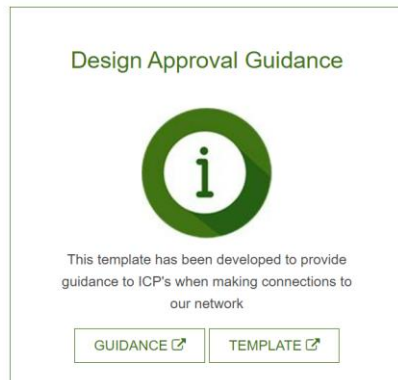 Design Approval Guidance
i
This template has been developed to provide
guidance to ICP's when making connections to
our network
GUIDANCE
TEMPLATE